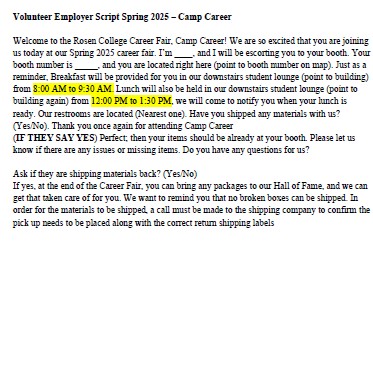 Volunteer Employer Script Spring 2025 – Camp Career
Welcome to the Rosen College Career Fair, Camp Career! We are so excited that you are joining
us today at our Spring 2025 career fair. I'm ____, and I will be escorting you to your booth. Your
booth number is _____, and you are located right here (point to booth number on map). Just as a
reminder, Breakfast will be provided for you in our downstairs student lounge (point to building)
from 8:00 AM to 9:30 AM. Lunch will also be held in our downstairs student lounge (point to
building again) from 12:00 PM to 1:30 PM, we will come to notify you when your lunch is
ready. Our restrooms are located (Nearest one). Have you shipped any materials with us?
(Yes/No). Thank you once again for attending Camp Career
(IF THEY SAY YES) Perfect, then your items should be already at your booth. Please let us
know if there are any issues or missing items. Do you have any questions for us?
Ask if they are shipping materials back? (Yes/No)
If yes, at the end of the Career Fair, you can bring any packages to our Hall of Fame, and we can
get that taken care of for you. We want to remind you that no broken boxes can be shipped. In
order for the materials to be shipped, a call must be made to the shipping company to confirm the
pick up needs to be placed along with the correct return shipping labels